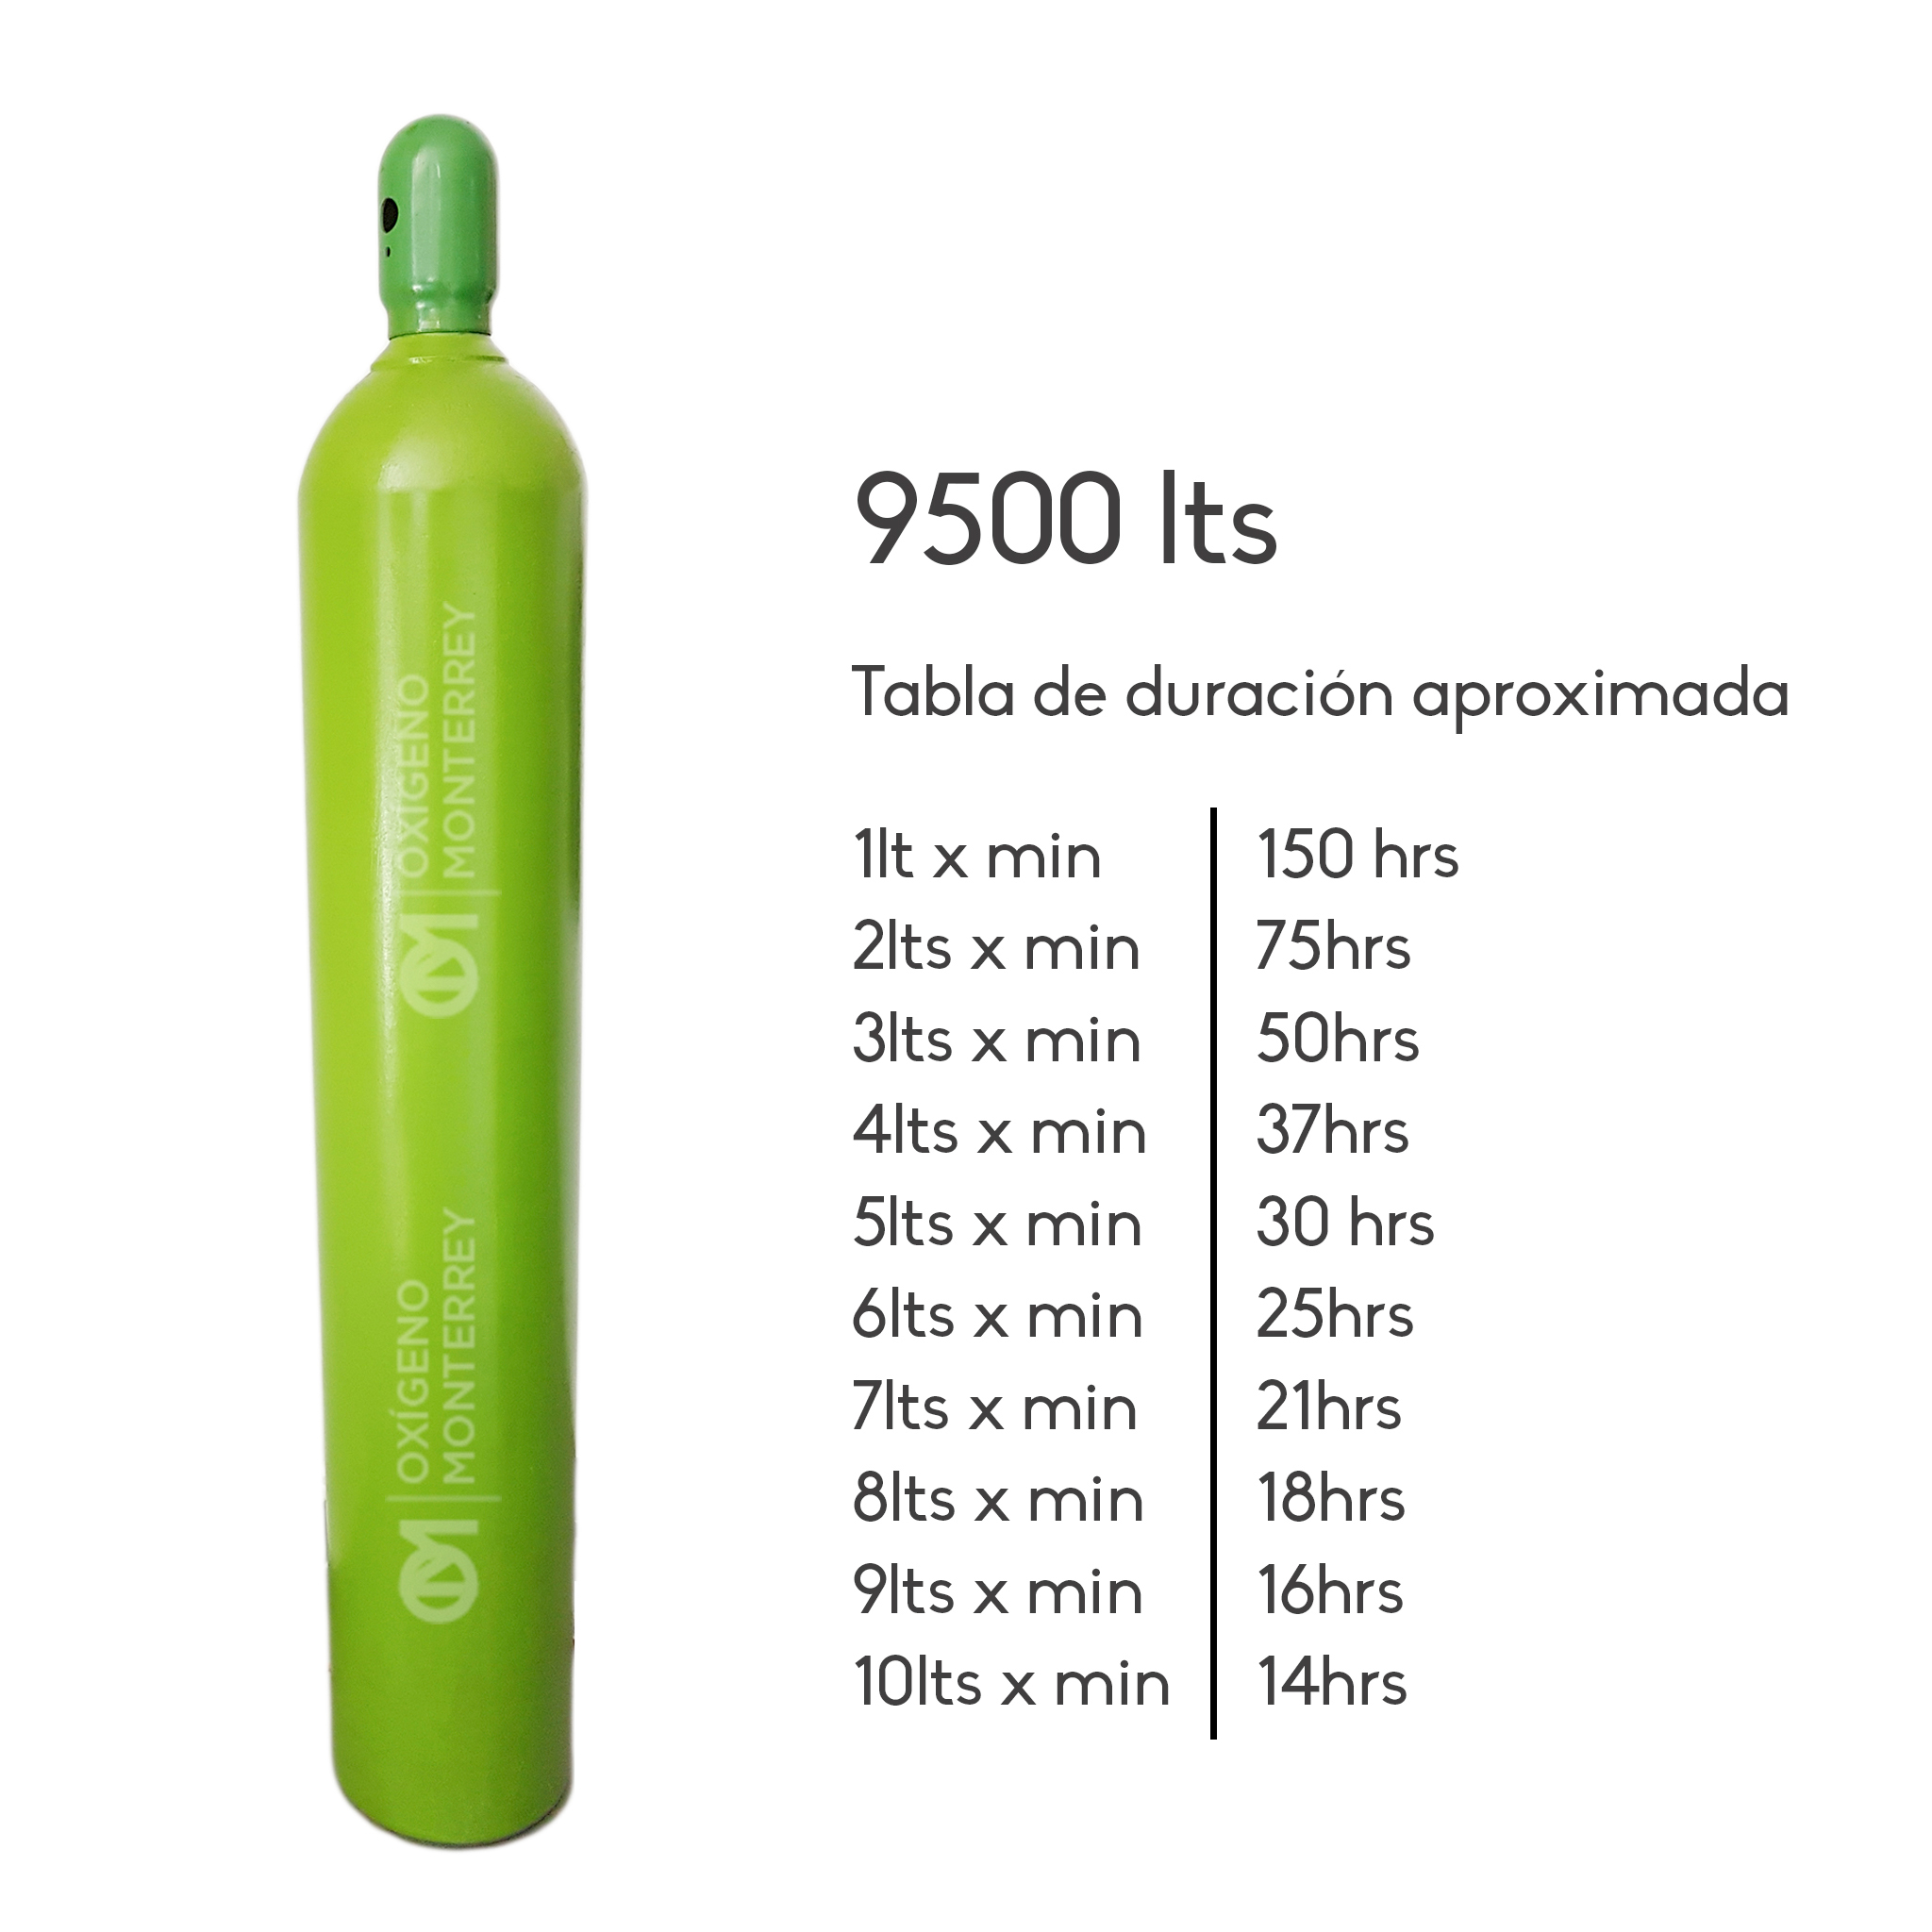 OXÍGENO
MONTERREY
OXÍGENO
MONTERREY
9500 lts
Tabla de duración aproximada
1lt x min 150 hrs
2lts x min 75hrs
3lts x min 50hrs
4lts x min 37hrs
5lts x min 30 hrs
6lts x min 25hrs
7lts x min 21hrs
8lts x min 18hrs
9lts x min 16hrs
10lts x min 14hrs